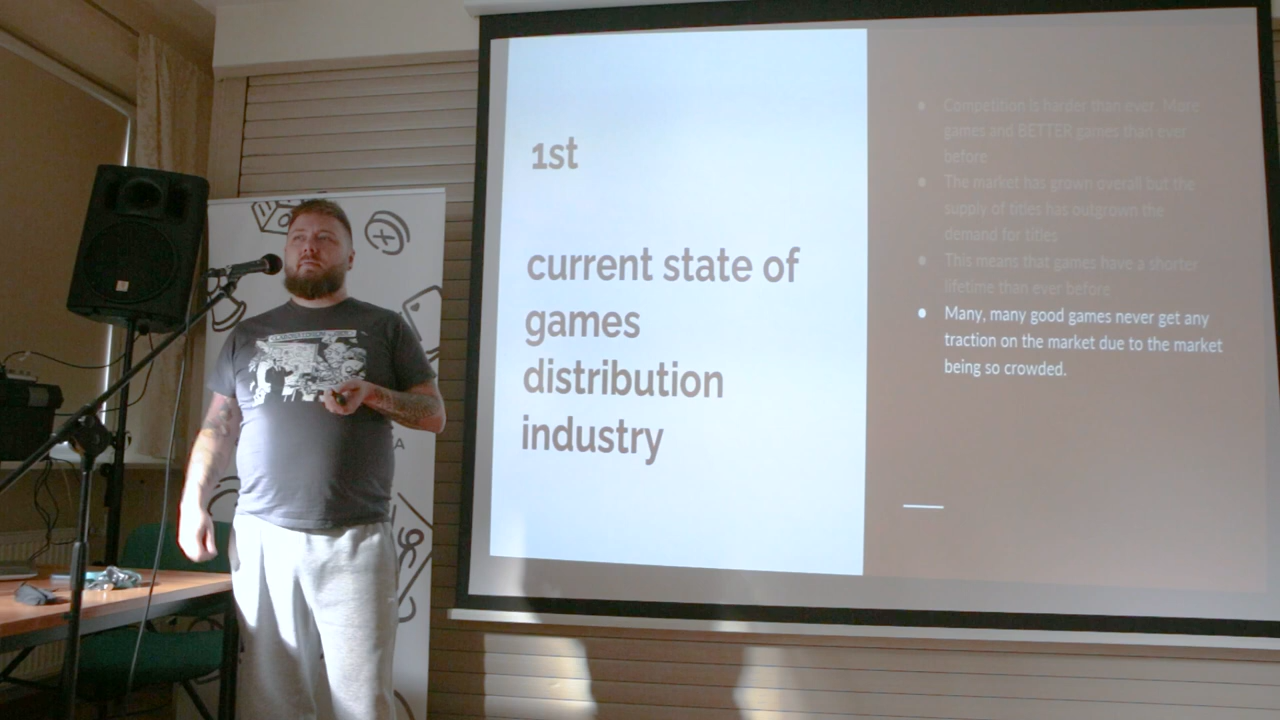 1st
current state of
games
distribution
industry
Competition is harder than ever. More
games and BETTER games than ever
before
The market has grown overall but the
supply of titles has outgrown the
demand for titles
This means that games have a shorter
lifetime than ever before
Many, many good games never get any
traction on the market due to the market
being so crowded.